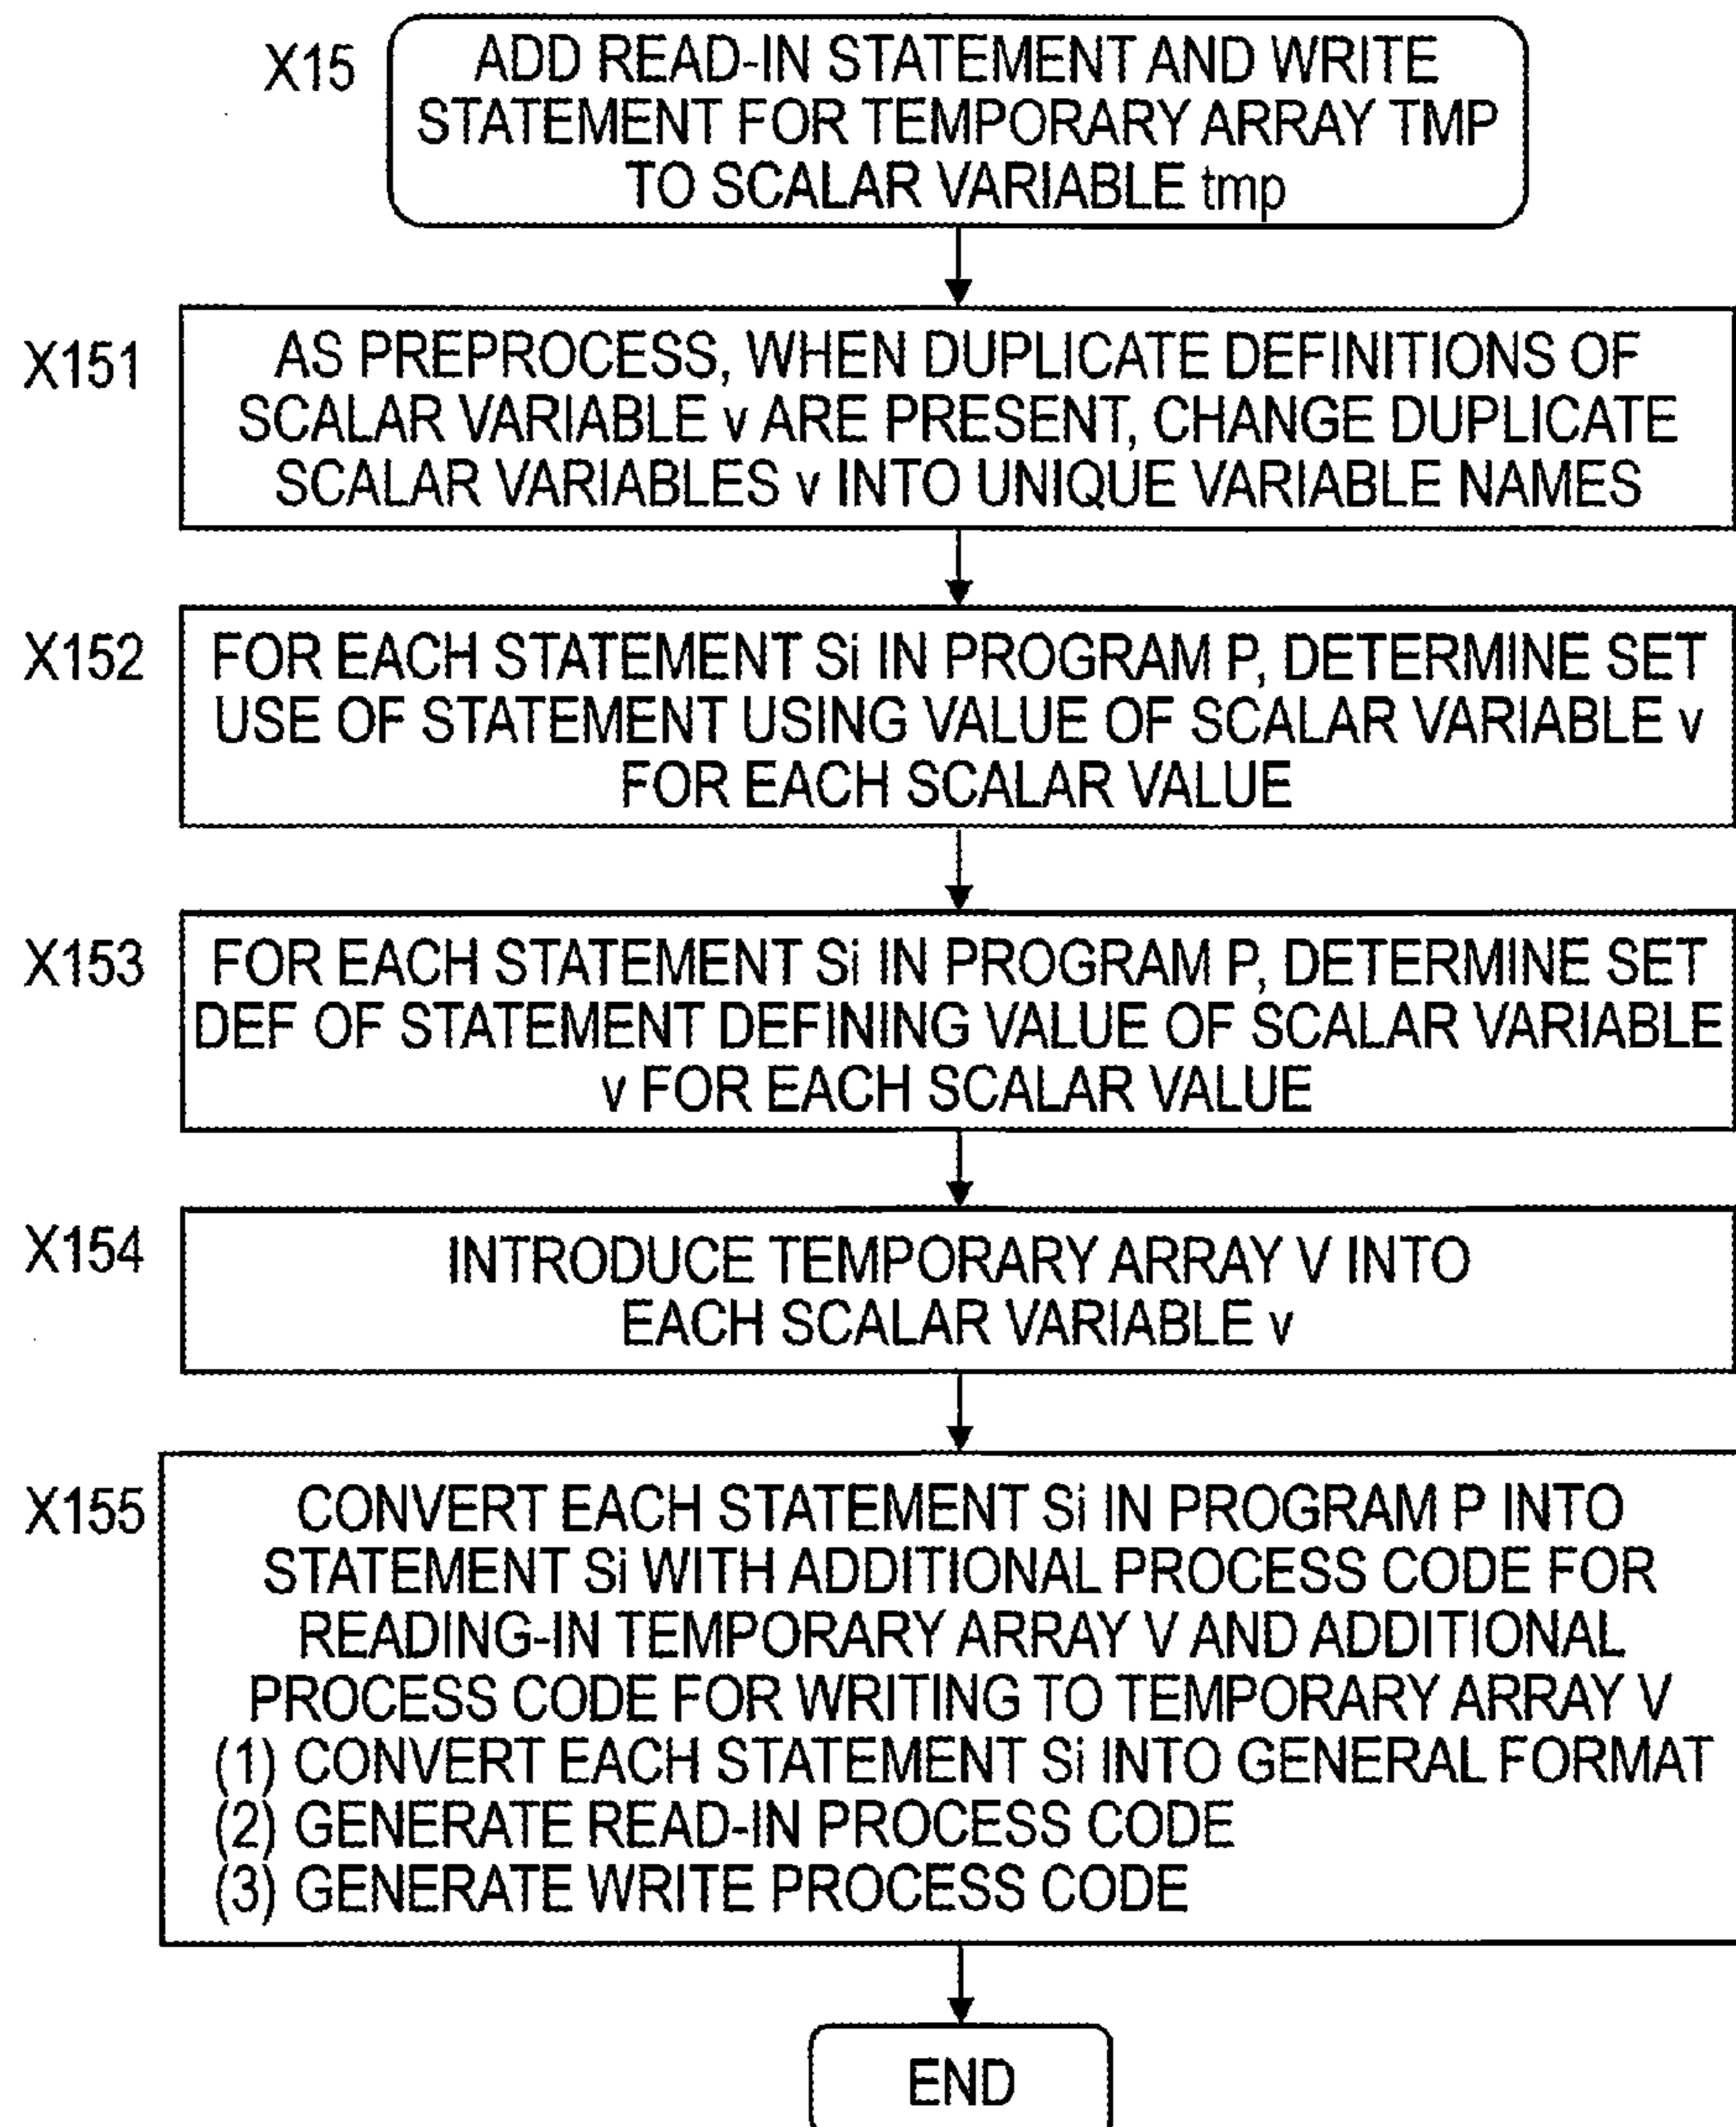 X15
ADD READ-IN STATEMENT AND WRITE
STATEMENT FOR TEMPORARY ARRAY TMP
TO SCALAR VARIABLE tmp
X151
AS PREPROCESS, WHEN DUPLICATE DEFINITIONS OF
SCALAR VARIABLE v ARE PRESENT, CHANGE DUPLICATE
SCALAR VARIABLES v INTO UNIQUE VARIABLE NAMES
X152
FOR EACH STATEMENT Si IN PROGRAM P, DETERMINE SET
USE OF STATEMENT USING VALUE OF SCALAR VARIABLE v
FOR EACH SCALAR VALUE
X153
FOR EACH STATEMENT Si IN PROGRAM P, DETERMINE SET
DEF OF STATEMENT DEFINING VALUE OF SCALAR VARIABLE
v FOR EACH SCALAR VALUE
X154
INTRODUCE TEMPORARY ARRAY V INTO
EACH SCALAR VARIABLE v
X155
CONVERT EACH STATEMENT Si IN PROGRAM P INTO
STATEMENT Si WITH ADDITIONAL PROCESS CODE FOR
READING-IN TEMPORARY ARRAY V AND ADDITIONAL
PROCESS CODE FOR WRITING TO TEMPORARY ARRAY V
(1) CONVERT EACH STATEMENT Si INTO GENERAL FORMAT
(2) GENERATE READ-IN PROCESS CODE
(3) GENERATE WRITE PROCESS CODE
END